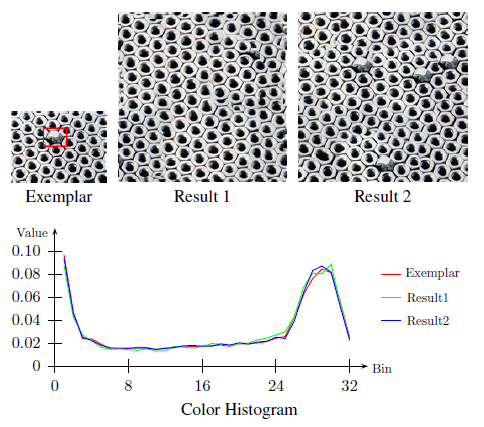 Exemplar
Result 1
Result 2
Value
0.10
0.08
0.06
0.04
0.02
0
0 8 16 24 32
Bin
Exemplar
Result1
Result2
Color Histogram